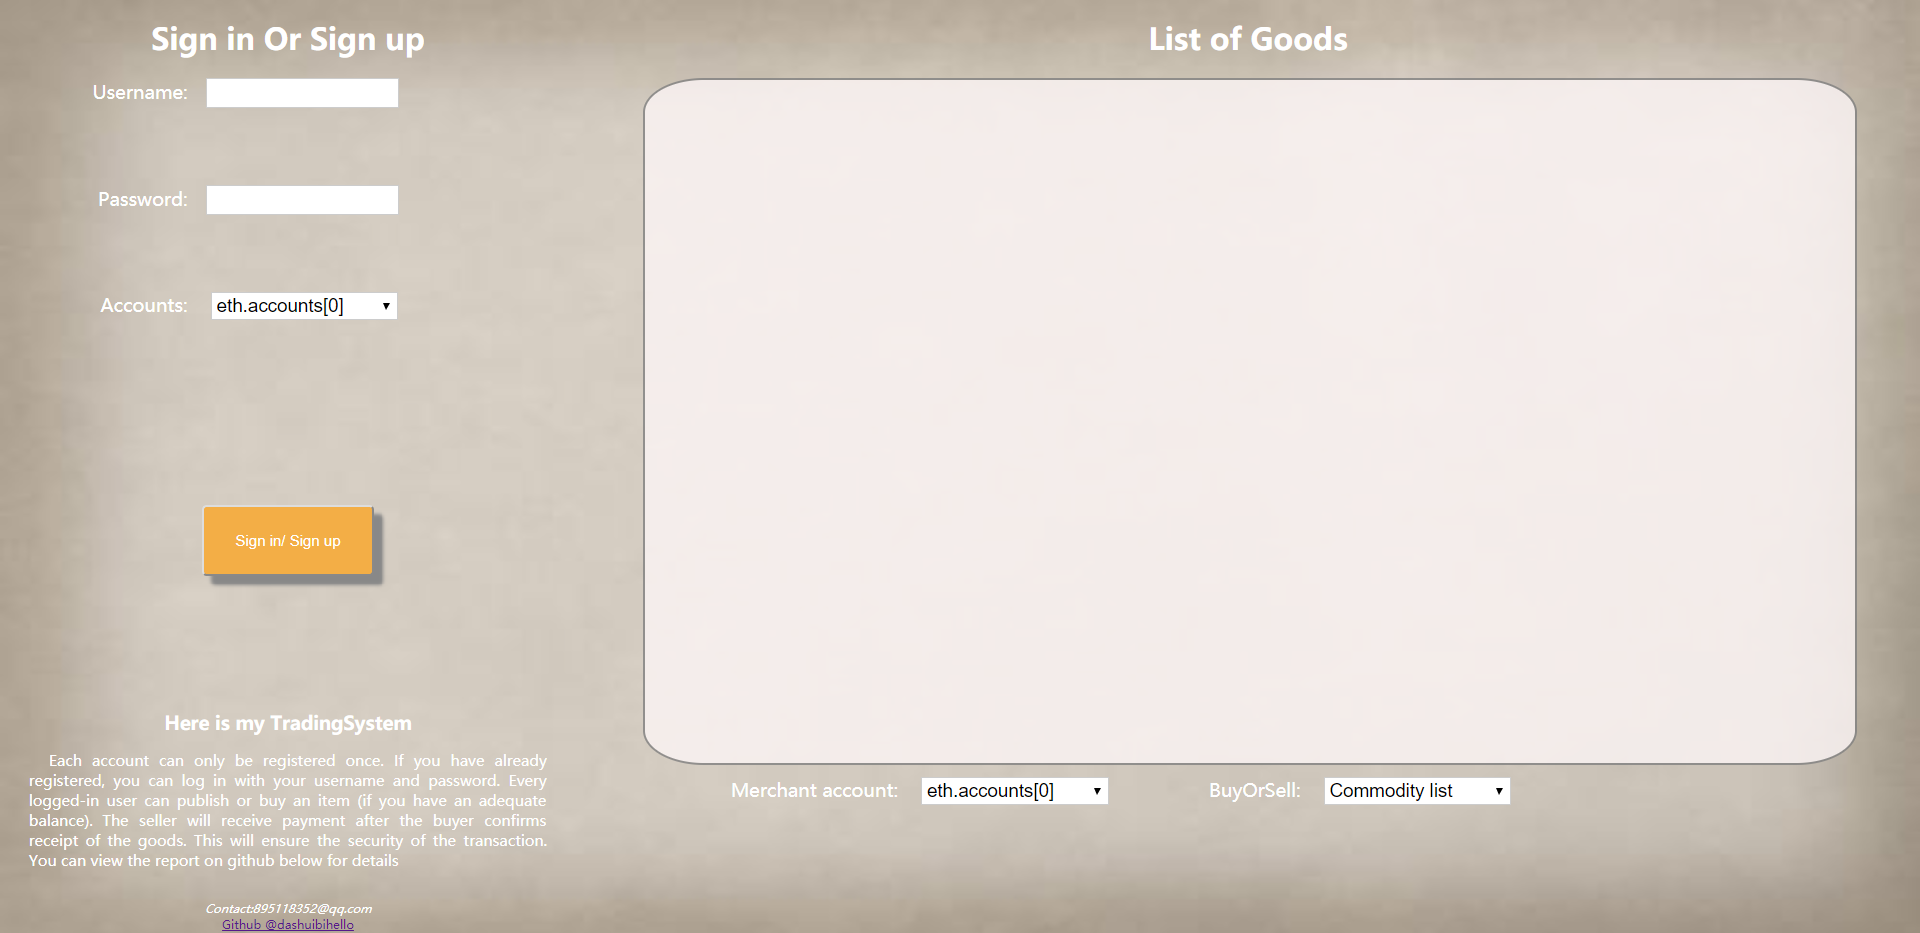 Sign in Or Sign up
Username:
Password:
Accounts:
eth.accounts[0]
Sign in/ Sign up
Here is my TradingSystem
Each account can only be registered once. If you have already
registered, you can log in with your username and password. Every
logged-in user can publish or buy an item (if you have an adequate
balance). The seller will receive payment after the buyer confirms
receipt of the goods. This will ensure the security of the transaction.
You can view the report on github below for details
Contact:895118352@qq.com
Github @dashuibihello
List of Goods
Merchant account:
eth.accounts[0]
BuyOrSell:
Commodity list